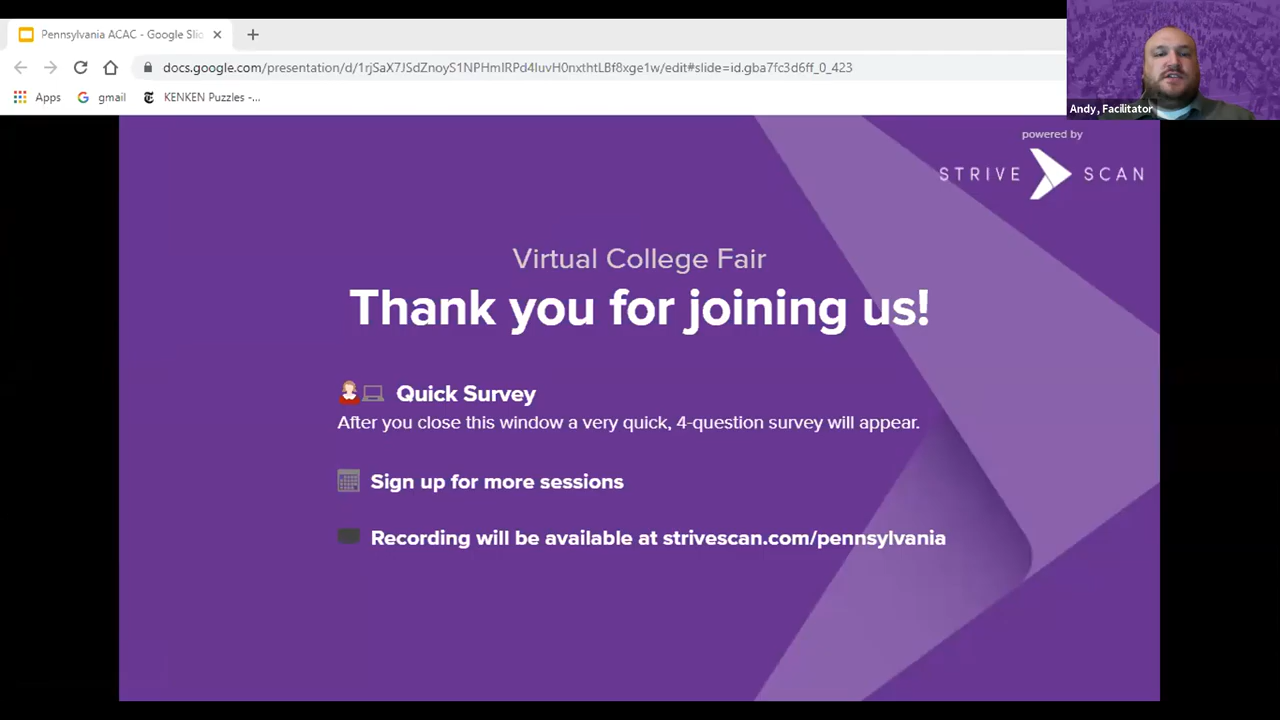 Pennsylvania ACAC - Google Slid
docs.google.com/presentation/d/1rjSaX7JSdZnoyS1NPHmIRPd4IuvH0nxthtLBf8xge1w/edit#slide=id.gba7fc3d6ff_0_423
Apps gmail KENKEN Puzzles -...
Andy, Facilitator
powered by
STRIVE SCAN
Virtual College Fair
Thank you for joining us!
Quick Survey
After you close this window a very quick, 4-question survey will appear.
Sign up for more sessions
Recording will be available at strivescan.com/pennsylvania